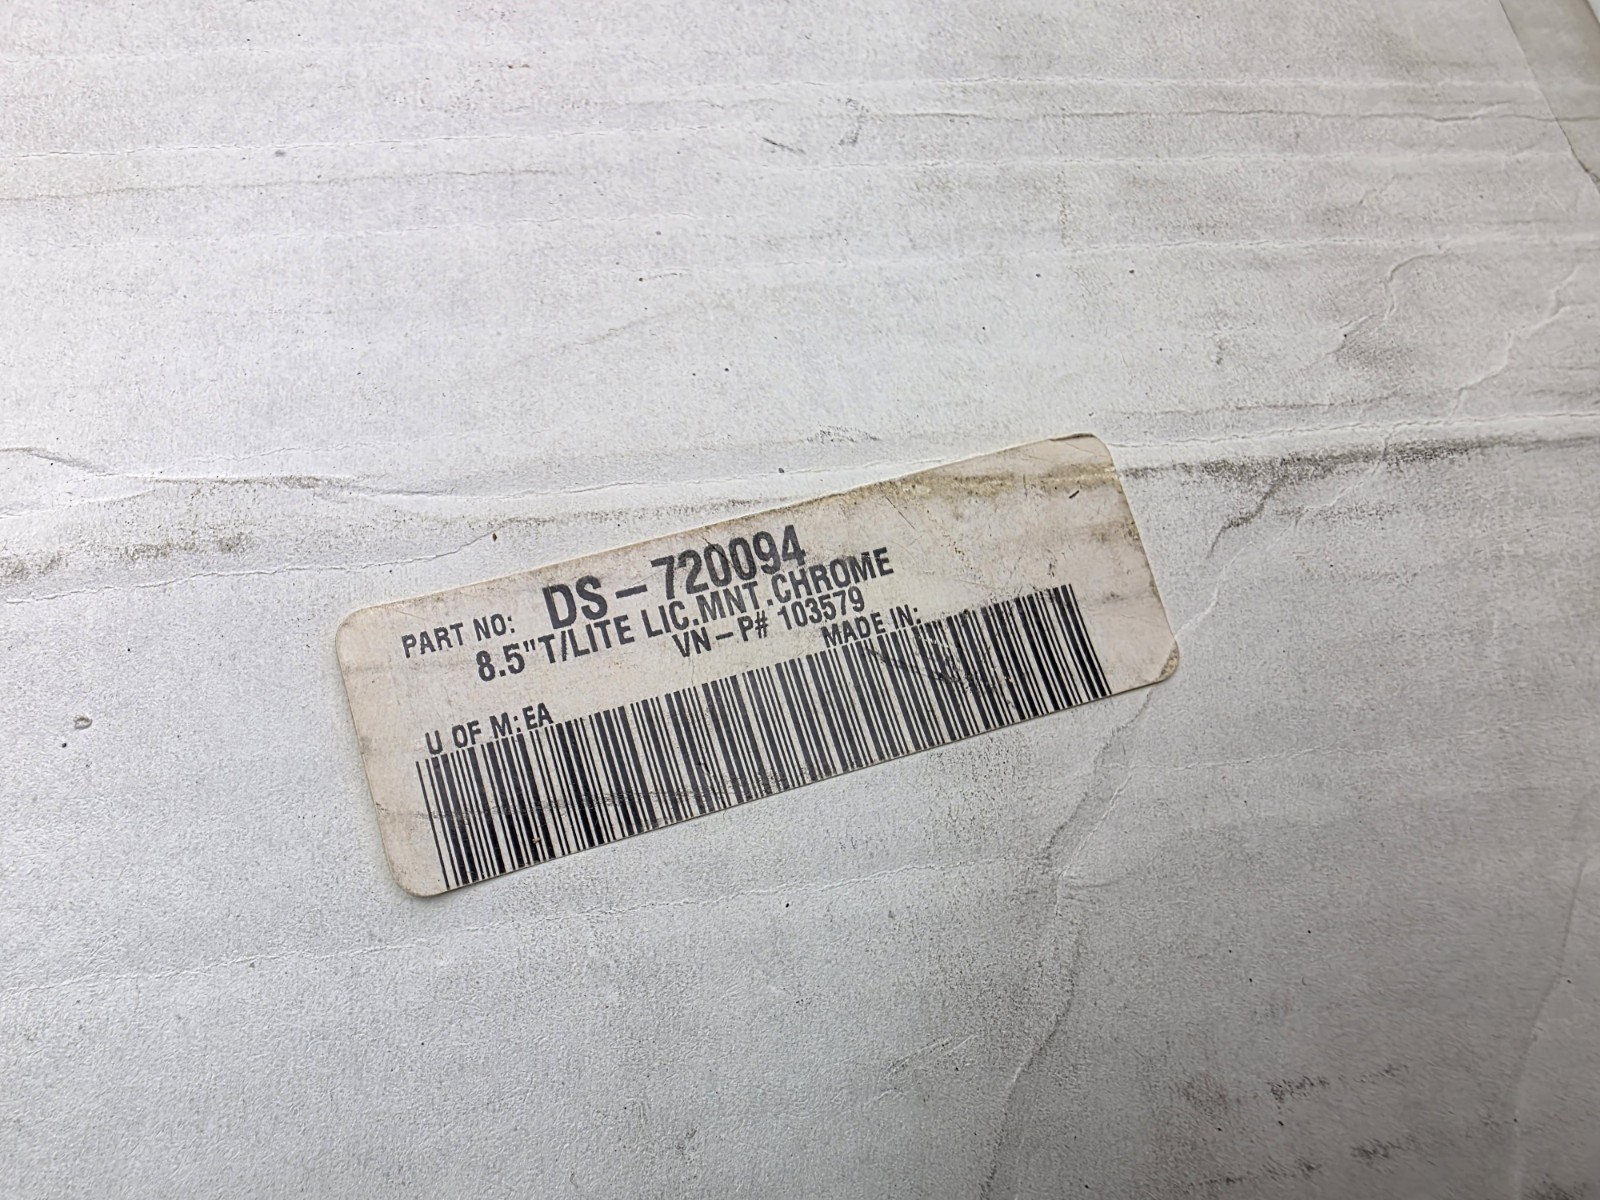 PART NO: DS-720094
8.5"T/LITE LIC.MNT.CHROME
VN-P# 103579
MADE IN:
U OF M:EA